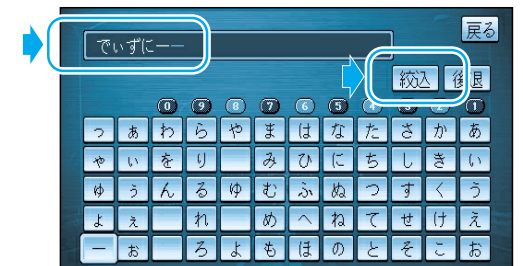 戻る
でぃずにー
絞込 後退
0 9 8 7 6 5 4 3 2 1
っ ぁ わ ら や ま は な た さ か あ
ゃ ぃ を り み ひ に ち し き い
ゅ ぅ ん る ゆ む ふ ぬ つ す く う
ょ ぇ れ め へ ね て せ け え
ー ぉ ろ よ も ほ の と そ こ お